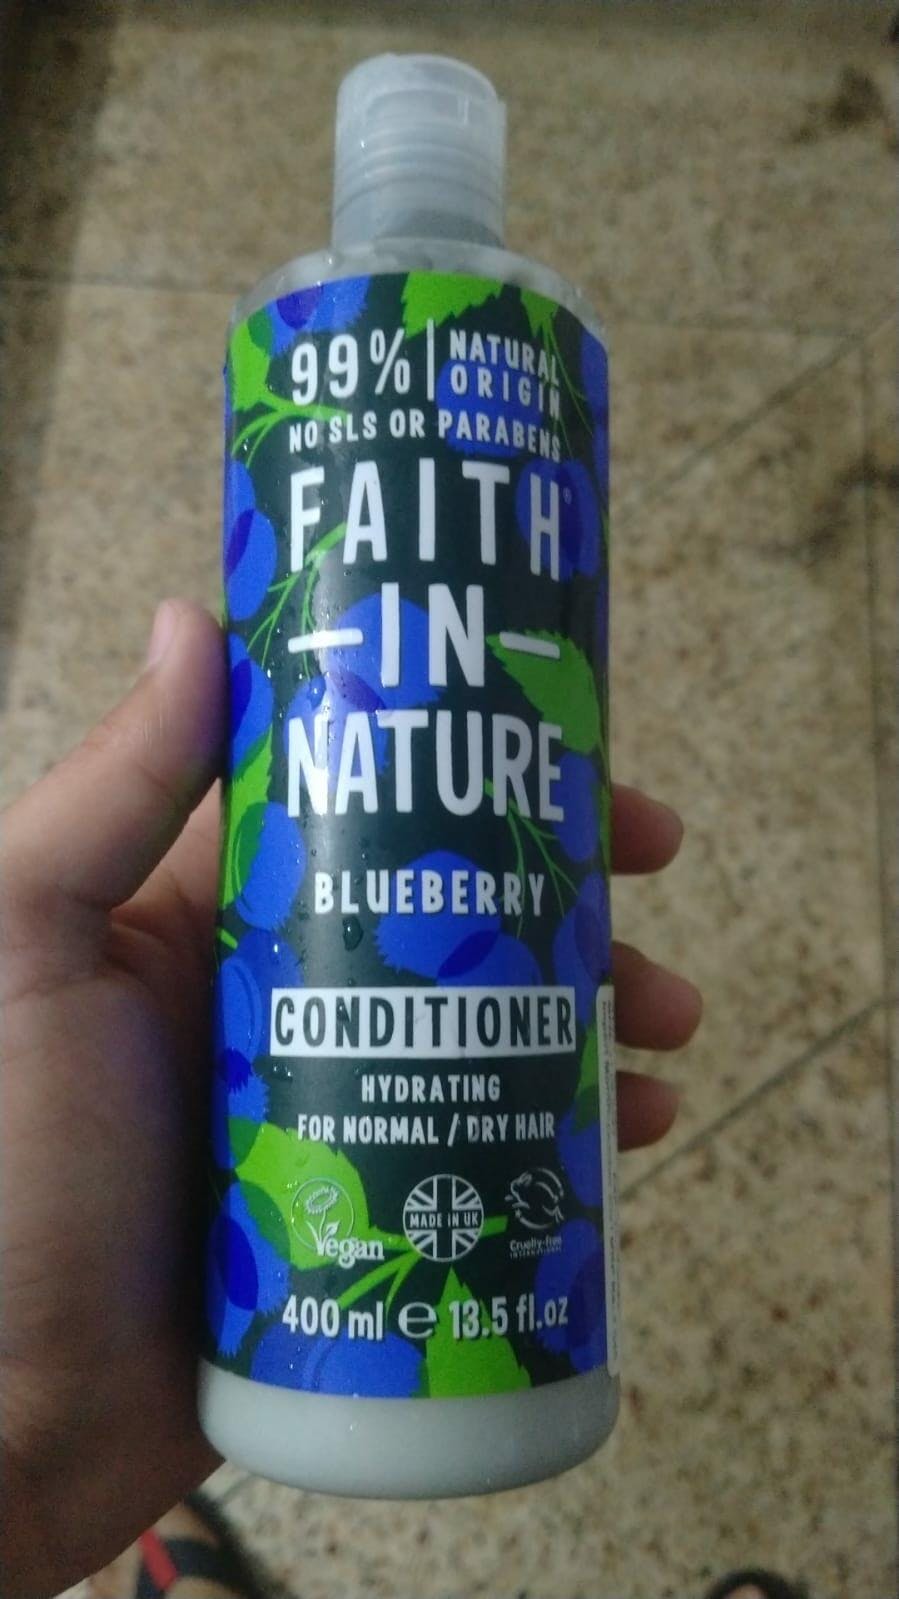 99% | NATURAL
ORIGIN
NO SLS OR PARABENS
FAITH®
—IN—
NATURE
BLUEBERRY
CONDITIONER
HYDRATING
FOR NORMAL / DRY HAIR
Vegan
MADE IN UK
Cruelty-free
INTERNATIONAL
400 ml e 13.5 fl.oz